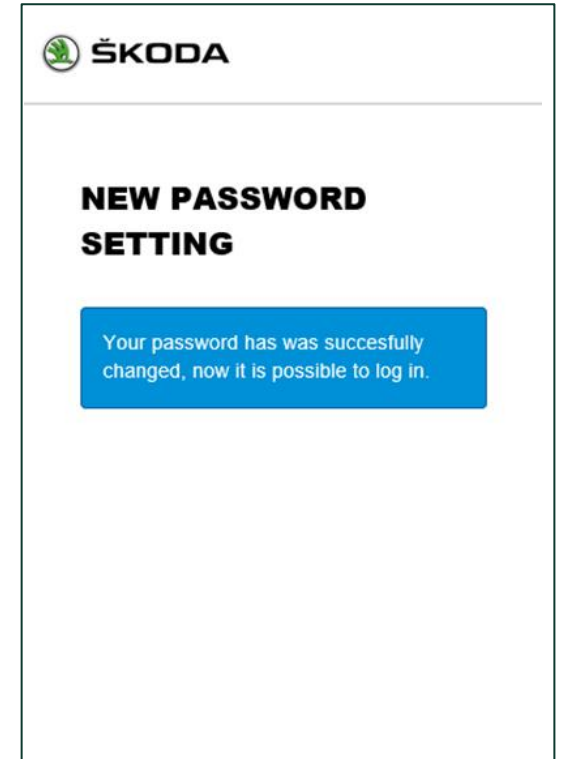 ŠKODA
NEW PASSWORD
SETTING
Your password has was succesfully
changed, now it is possible to log in.